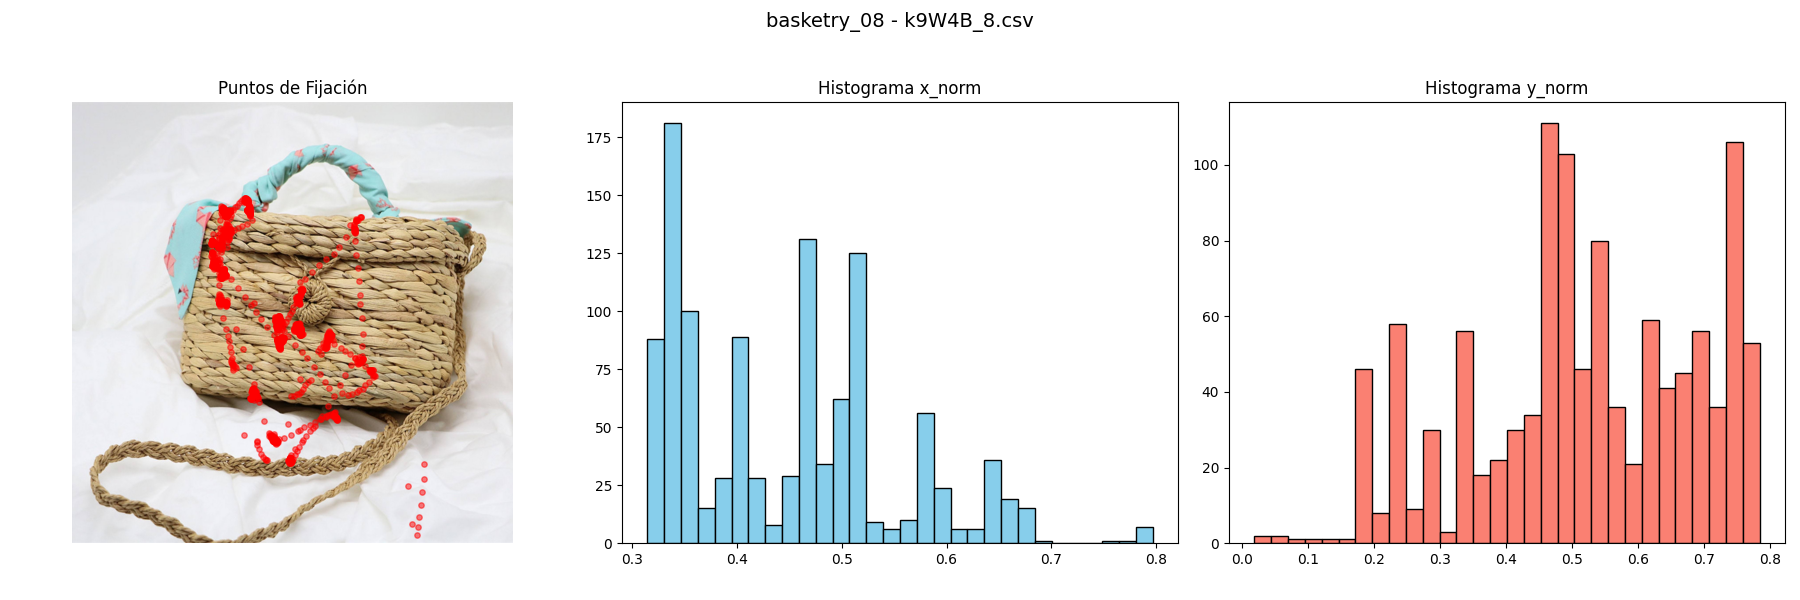 basketry_08 - k9W4B_8.csv
Puntos de Fijación
Histograma x_norm
175
150
125
100
75
50
25
0
0.3 0.4 0.5 0.6 0.7 0.8
Histograma y_norm
100
80
60
40
20
0
0.0 0.1 0.2 0.3 0.4 0.5 0.6 0.7 0.8